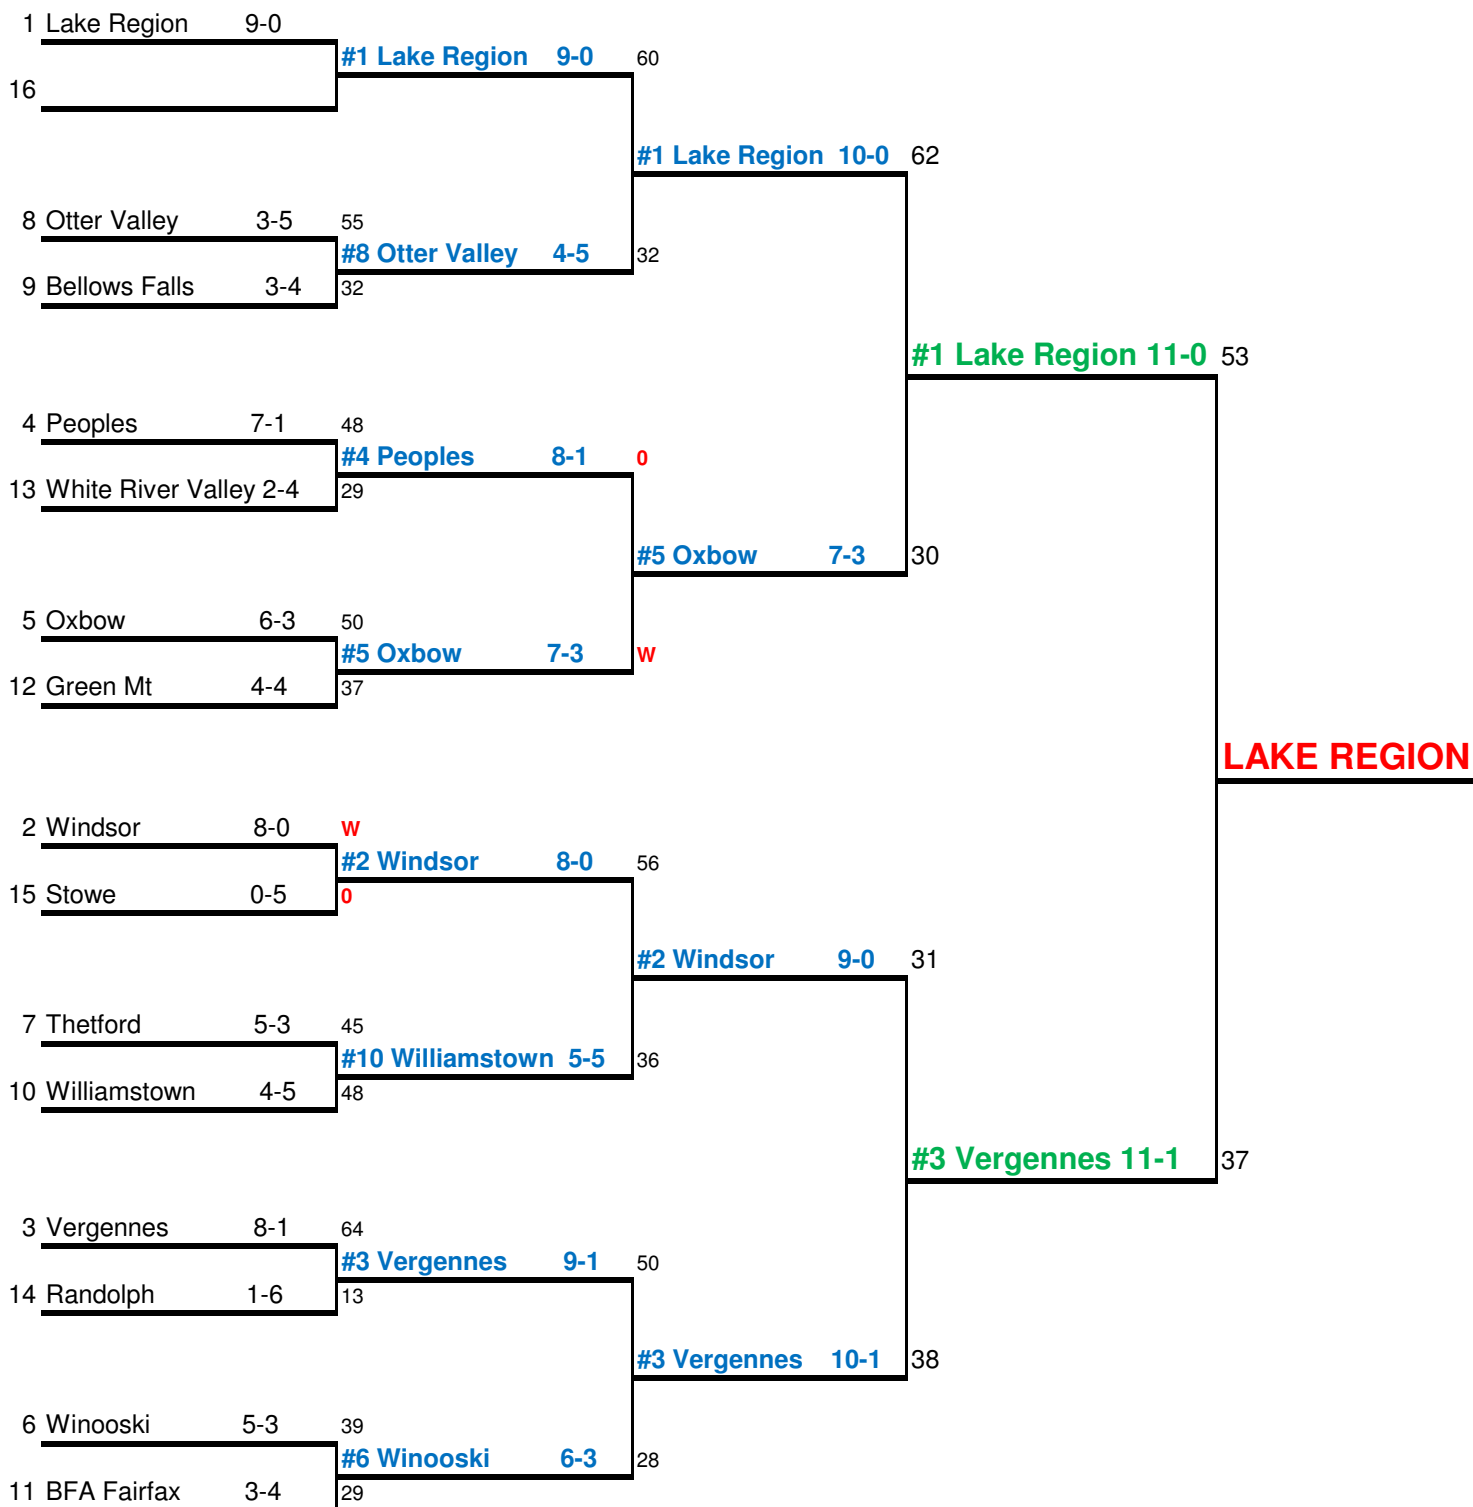 1 Lake Region 9-0
#1 Lake Region 9-0 60
16
#1 Lake Region 10-0 62
8 Otter Valley 3-5 55
#8 Otter Valley 4-5 32
9 Bellows Falls 3-4 32
#1 Lake Region 11-0 53
4 Peoples 7-1 48
#4 Peoples 8-1 0
13 White River Valley 2-4 29
#5 Oxbow 7-3 30
5 Oxbow 6-3 50
#5 Oxbow 7-3 W
12 Green Mt 4-4 37
LAKE REGION
2 Windsor 8-0 W
#2 Windsor 8-0 56
15 Stowe 0-5 0
#2 Windsor 9-0 31
7 Thetford 5-3 45
#10 Williamstown 5-5 36
10 Williamstown 4-5 48
#3 Vergennes 11-1 37
3 Vergennes 8-1 64
#3 Vergennes 9-1 50
14 Randolph 1-6 13
#3 Vergennes 10-1 38
6 Winooski 5-3 39
#6 Winooski 6-3 28
11 BFA Fairfax 3-4 29